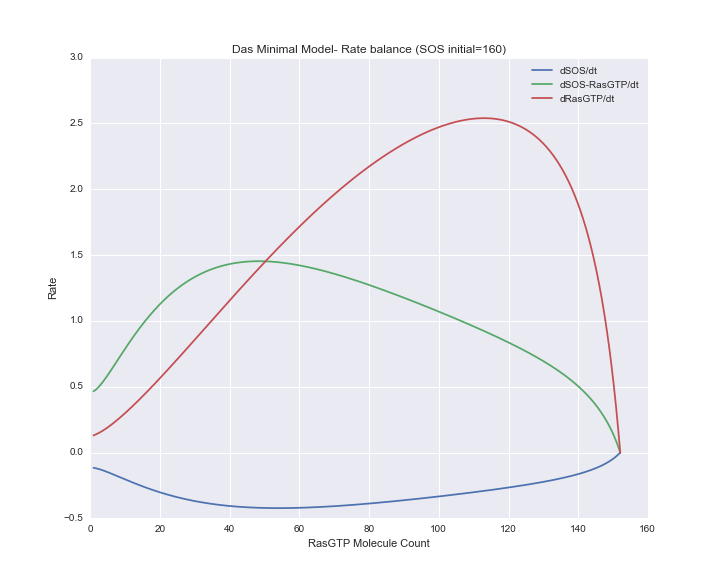 Das Minimal Model- Rate balance (SOS initial=160)
3.0
2.5
2.0
1.5
1.0
0.5
0.0
−0.5
Rate
dSOS/dt
dSOS-RasGTP/dt
dRasGTP/dt
0 20 40 60 80 100 120 140 160
RasGTP Molecule Count